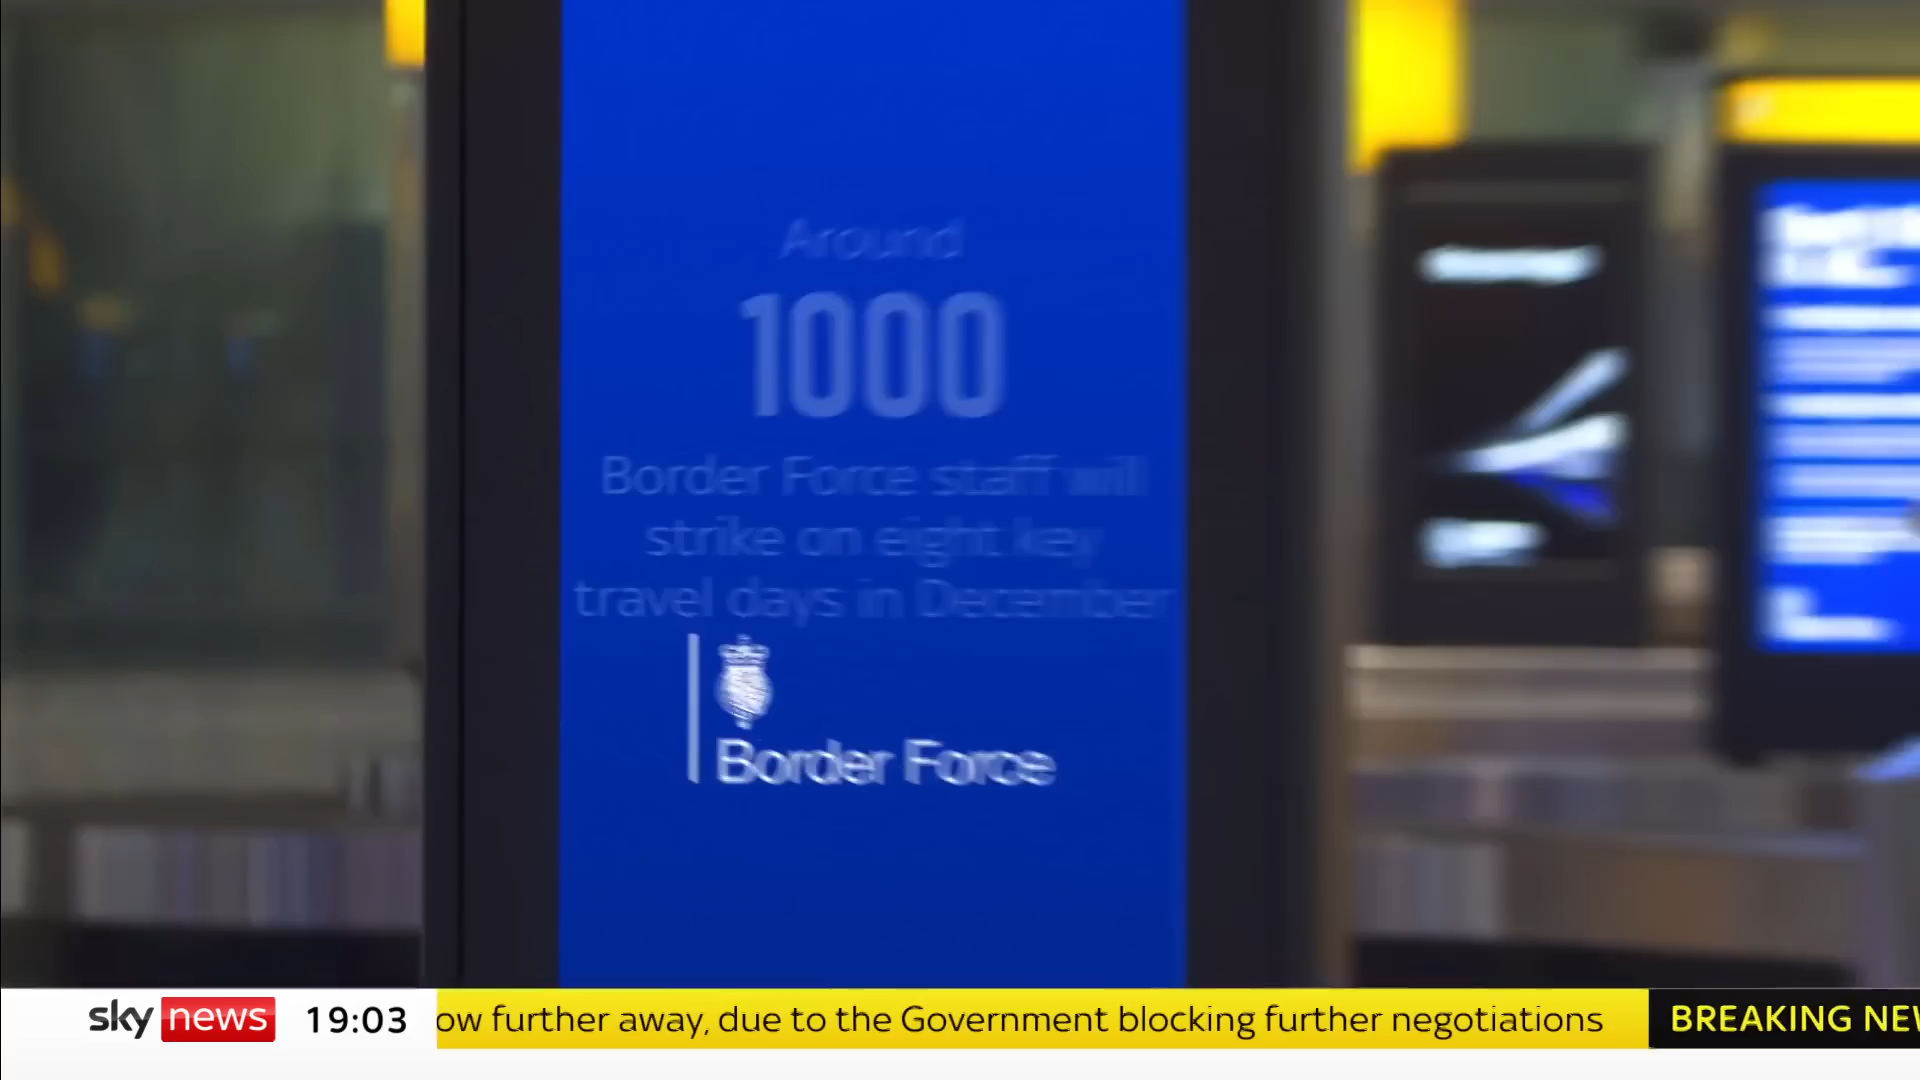 Around
1000
Border Force staff will
strike on eight key
travel days in December
Border Force
sky news 19:03 ow further away, due to the Government blocking further negotiations BREAKING NEW